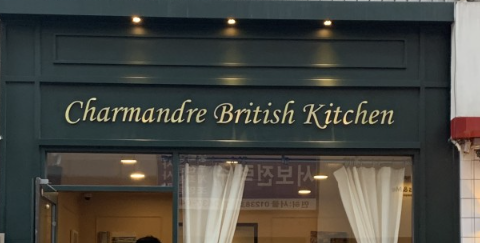 Charmandre British Kitchen